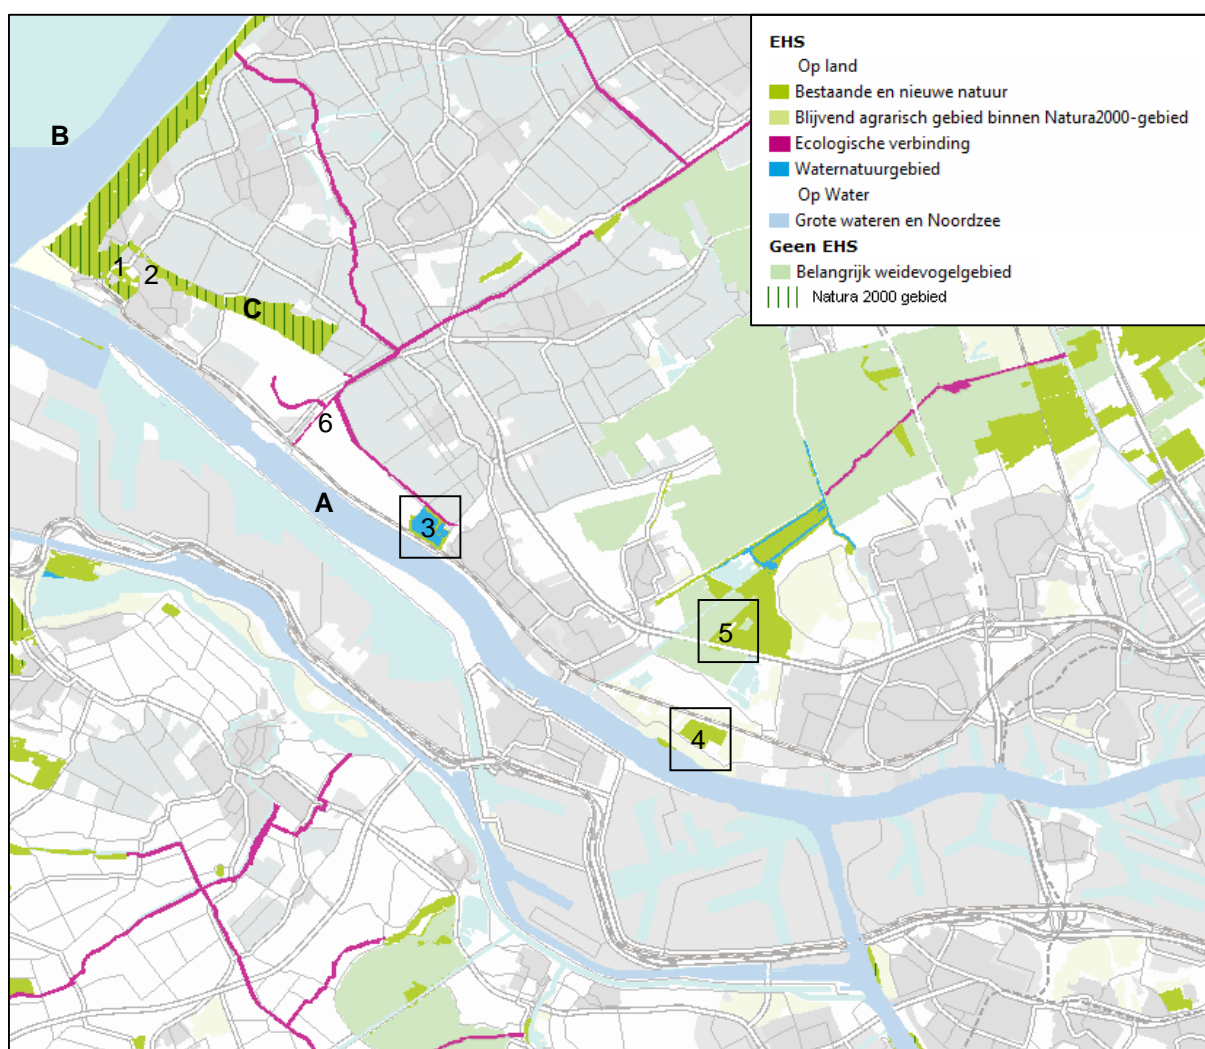 EHS
Op land
Bestaande en nieuwe natuur
Blijvend agrarisch gebied binnen Natura2000-gebied
Ecologische verbinding
Waternatuurgebied
Op Water
Grote wateren en Noordzee
Geen EHS
Belangrijk weidevogelgebied
Natura 2000 gebied
B
1
2
C
6
A
3
5
4